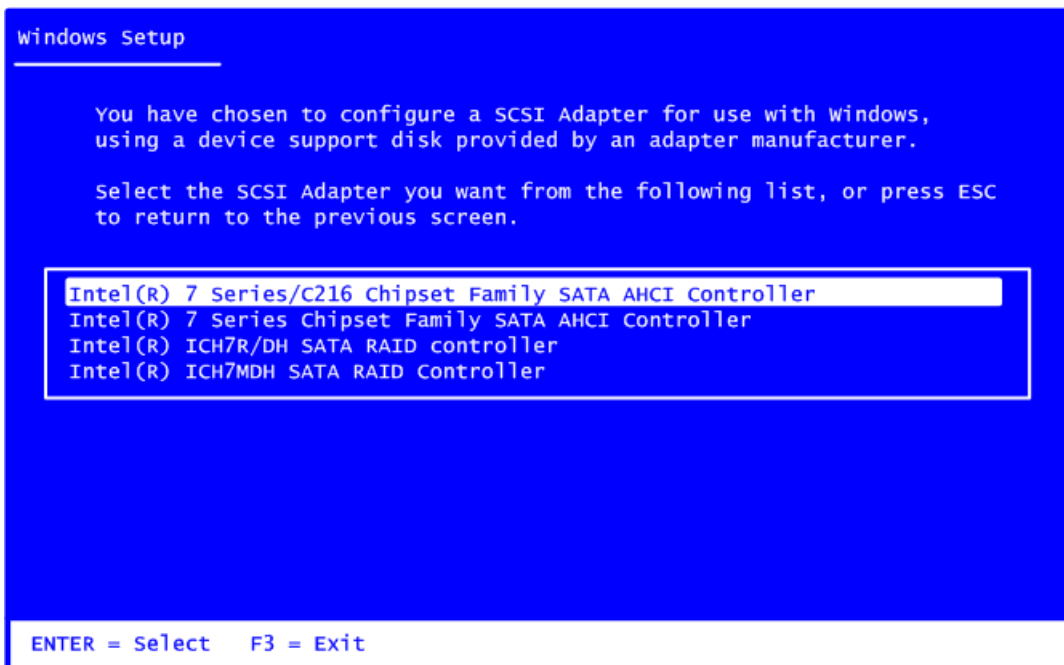 Windows Setup
You have chosen to configure a SCSI Adapter for use with Windows,
using a device support disk provided by an adapter manufacturer.
Select the SCSI Adapter you want from the following list, or press ESC
to return to the previous screen.
Intel(R) 7 Series/C216 Chipset Family SATA AHCI Controller
Intel(R) 7 Series Chipset Family SATA AHCI Controller
Intel(R) ICH7R/DH SATA RAID controller
Intel(R) ICH7MDH SATA RAID Controller
ENTER = Select   F3 = Exit